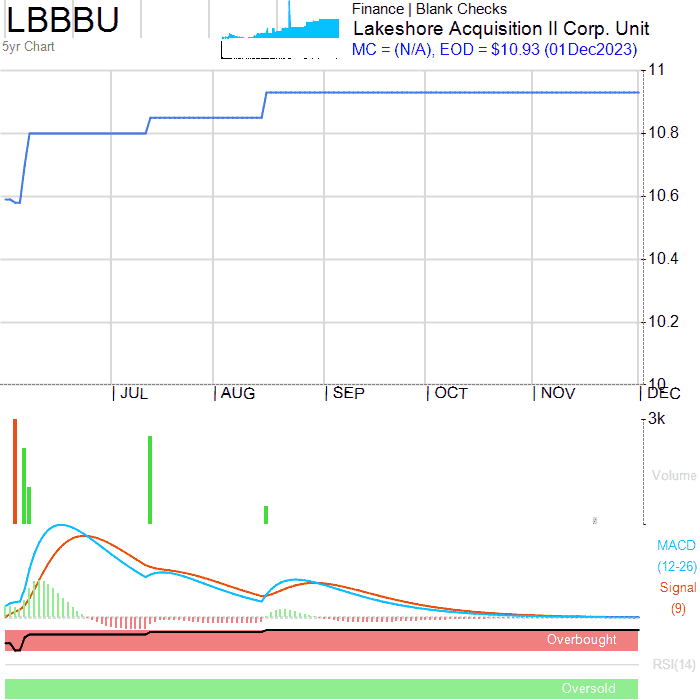 LBBBU
5yr Chart
Finance | Blank Checks
Lakeshore Acquisition II Corp. Unit
MC = (N/A), EOD = $10.93 (01Dec2023)
11
10.8
10.6
10.4
10.2
10
JUL AUG SEP OCT NOV DEC
3k
Volume
MACD
(12-26)
Signal
(9)
Overbought
RSI(14)
Oversold